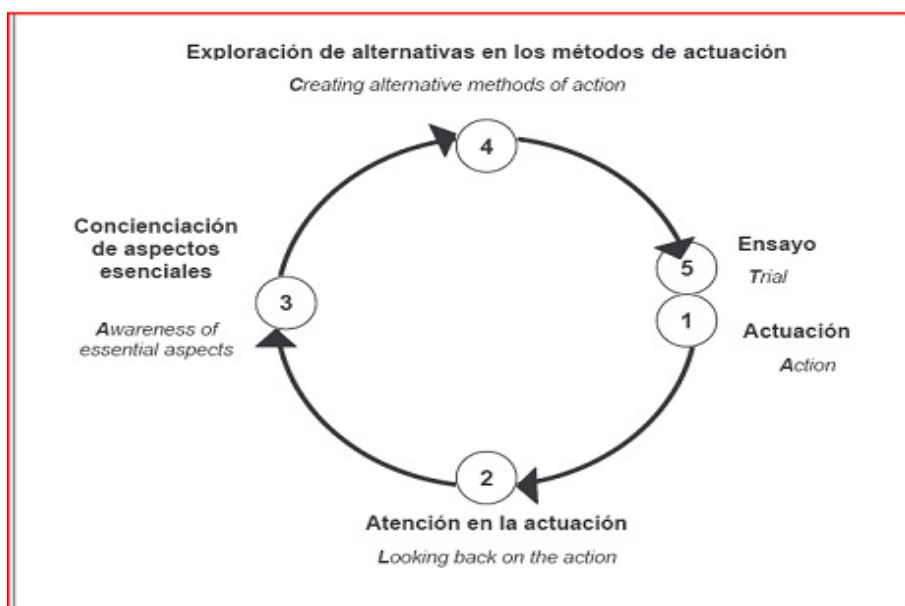 Exploración de alternativas en los métodos de actuación
Creating alternative methods of action
4
Concienciación
de aspectos
esenciales
3
Awareness of
essential aspects
Ensayo
5
Trial
1
Actuación
Action
2
Atención en la actuación
Looking back on the action